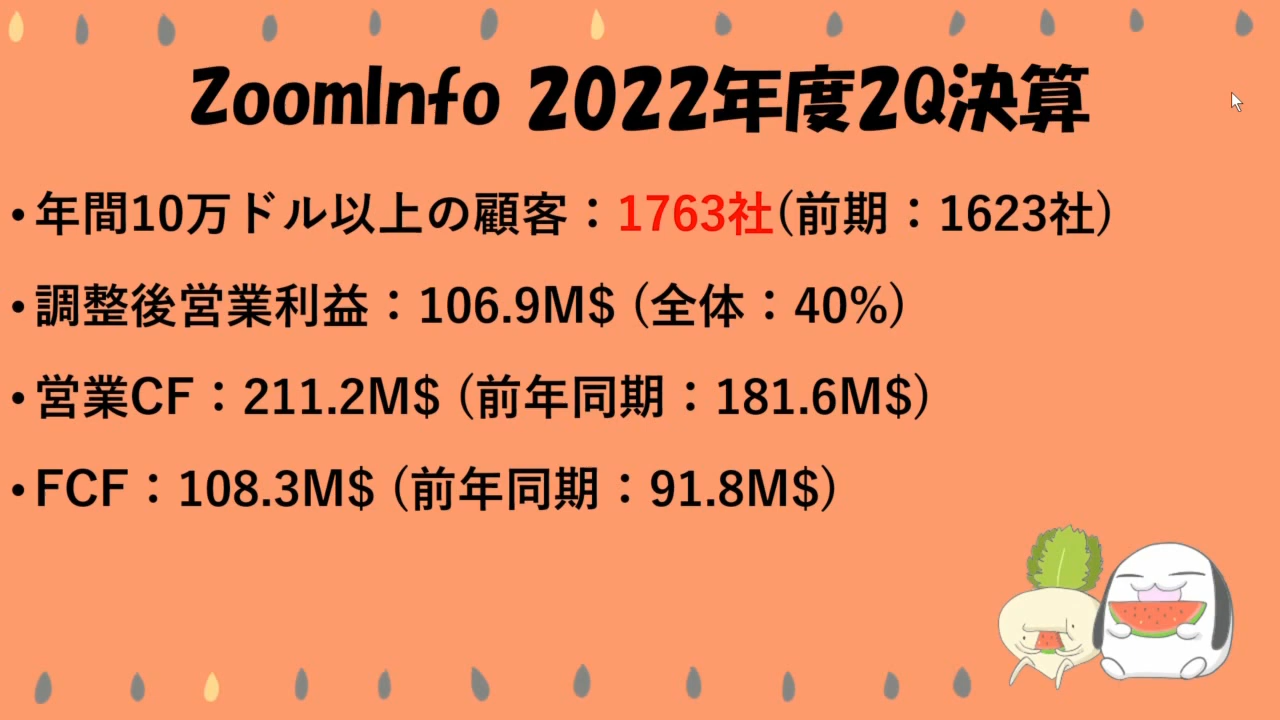 ZoomInfo 2022年度2Q決算
•年間10万ドル以上の顧客：1763社(前期：1623社)
•調整後営業利益：106.9M$ (全体：40%)
•営業CF：211.2M$ (前年同期：181.6M$)
•FCF：108.3M$ (前年同期：91.8M$)